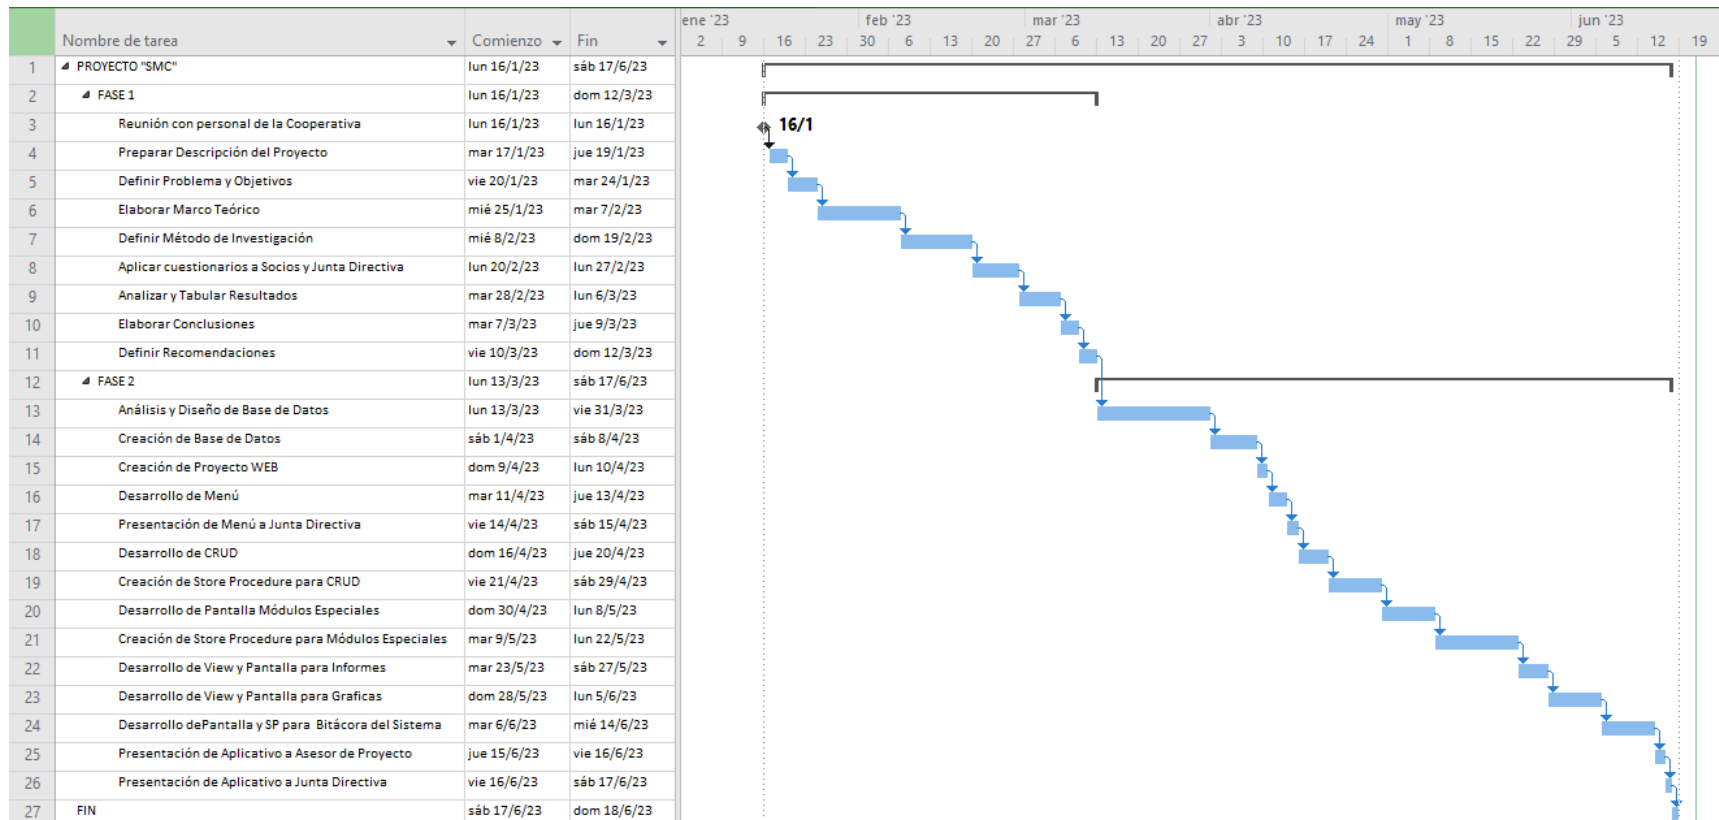 ene '23 feb '23 mar '23 abr '23 may '23 jun '23
Nombre de tarea Comienzo Fin 2 9 16 23 30 6 13 20 27 6 13 20 27 3 10 17 24 1 8 15 22 29 5 12 19
1 PROYECTO "SMC" lun 16/1/23 sáb 17/6/23
2 FASE 1 lun 16/1/23 dom 12/3/23
3 Reunión con personal de la Cooperativa lun 16/1/23 lun 16/1/23 16/1
4 Preparar Descripción del Proyecto mar 17/1/23 jue 19/1/23
5 Definir Problema y Objetivos vie 20/1/23 mar 24/1/23
6 Elaborar Marco Teórico mié 25/1/23 mar 7/2/23
7 Definir Método de Investigación mié 8/2/23 dom 19/2/23
8 Aplicar cuestionarios a Socios y Junta Directiva lun 20/2/23 lun 27/2/23
9 Analizar y Tabular Resultados mar 28/2/23 lun 6/3/23
10 Elaborar Conclusiones mar 7/3/23 jue 9/3/23
11 Definir Recomendaciones vie 10/3/23 dom 12/3/23
12 FASE 2 lun 13/3/23 sáb 17/6/23
13 Análisis y Diseño de Base de Datos lun 13/3/23 vie 31/3/23
14 Creación de Base de Datos sáb 1/4/23 sáb 8/4/23
15 Creación de Proyecto WEB dom 9/4/23 lun 10/4/23
16 Desarrollo de Menú mar 11/4/23 jue 13/4/23
17 Presentación de Menú a Junta Directiva vie 14/4/23 sáb 15/4/23
18 Desarrollo de CRUD dom 16/4/23 jue 20/4/23
19 Creación de Store Procedure para CRUD vie 21/4/23 sáb 29/4/23
20 Desarrollo de Pantalla Módulos Especiales dom 30/4/23 lun 8/5/23
21 Creación de Store Procedure para Módulos Especiales mar 9/5/23 lun 22/5/23
22 Desarrollo de View y Pantalla para Informes mar 23/5/23 sáb 27/5/23
23 Desarrollo de View y Pantalla para Graficas dom 28/5/23 lun 5/6/23
24 Desarrollo dePantalla y SP para Bitácora del Sistema mar 6/6/23 mié 14/6/23
25 Presentación de Aplicativo a Asesor de Proyecto jue 15/6/23 vie 16/6/23
26 Presentación de Aplicativo a Junta Directiva vie 16/6/23 sáb 17/6/23
27 FIN sáb 17/6/23 dom 18/6/23